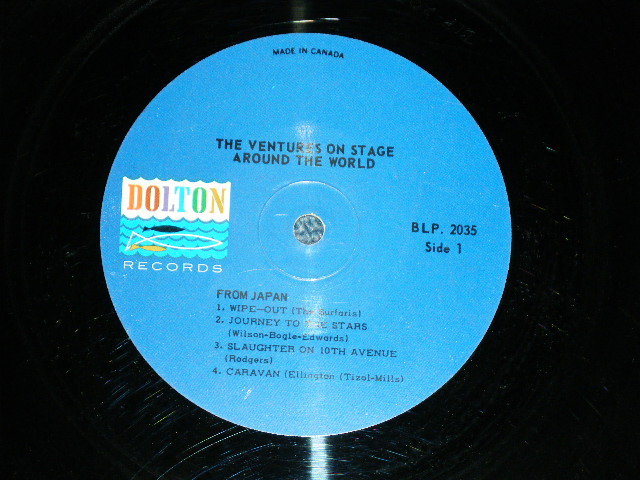 MADE IN CANADA
THE VENTURES ON STAGE
AROUND THE WORLD
DOLTON
RECORDS
BLP. 2035
Side 1
FROM JAPAN
1. WIPE-OUT (The Surfaris)
2. JOURNEY TO THE STARS
(Wilson-Bogle-Edwards)
3. SLAUGHTER ON 10TH AVENUE
(Rodgers)
4. CARAVAN (Ellington (Tizol-Mills)